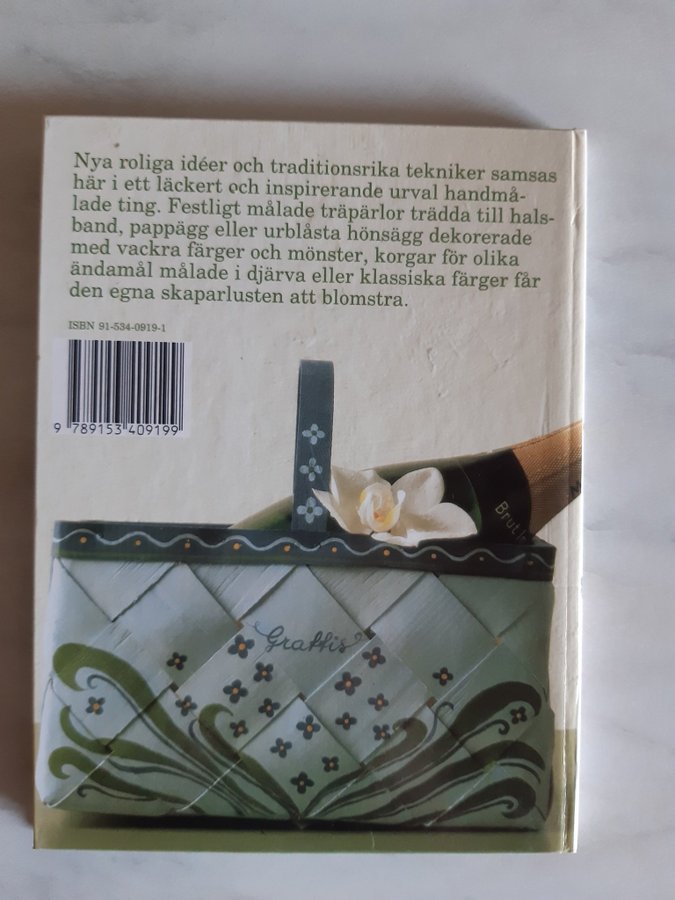 Nya roliga idéer och traditionsrika tekniker samsas
här i ett läckert och inspirerande urval handmå-
lade ting. Festligt målade träpärlor trädda till hals-
band, pappägg eller urblåsta hönsägg dekorerade
med vackra färger och mönster, korgar för olika
ändamål målade i djärva eller klassiska färger får
den egna skaparlusten att blomstra.
ISBN 91-534-0919-1
9 789153 409199
Brut
Grattis